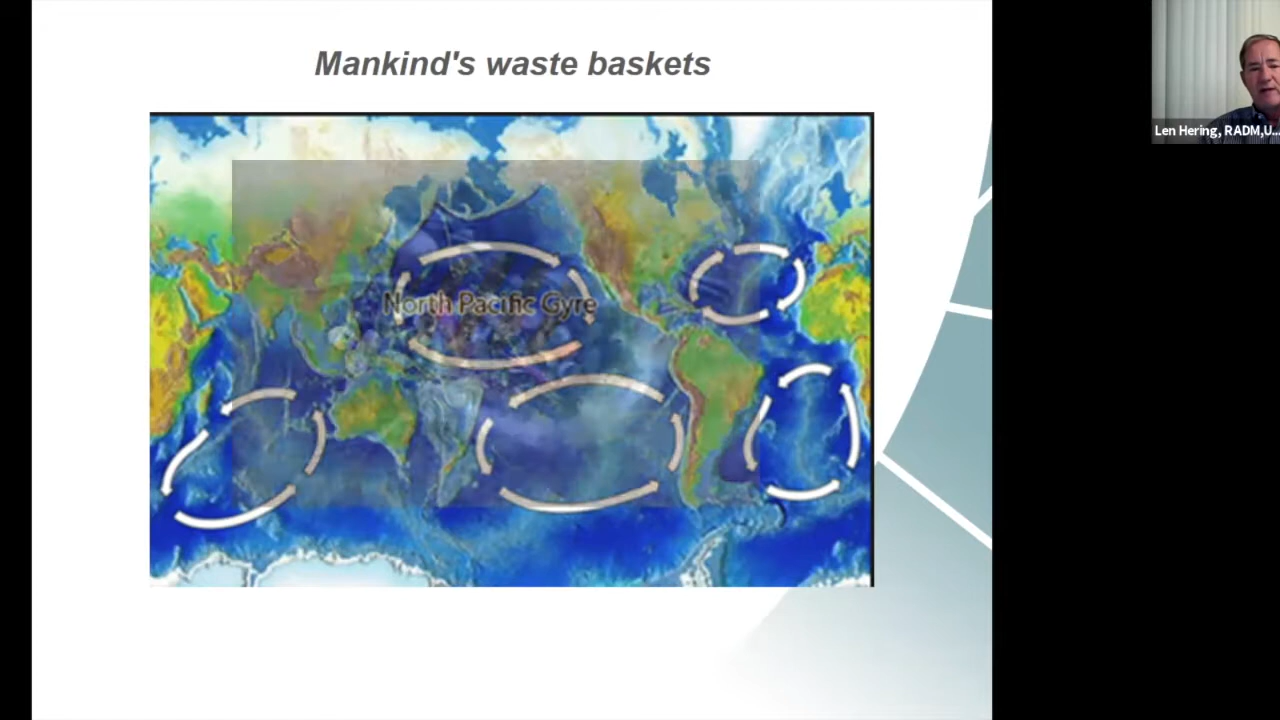 Mankind's waste baskets
North Pacific Gyre
Len Hering, RADM,U...